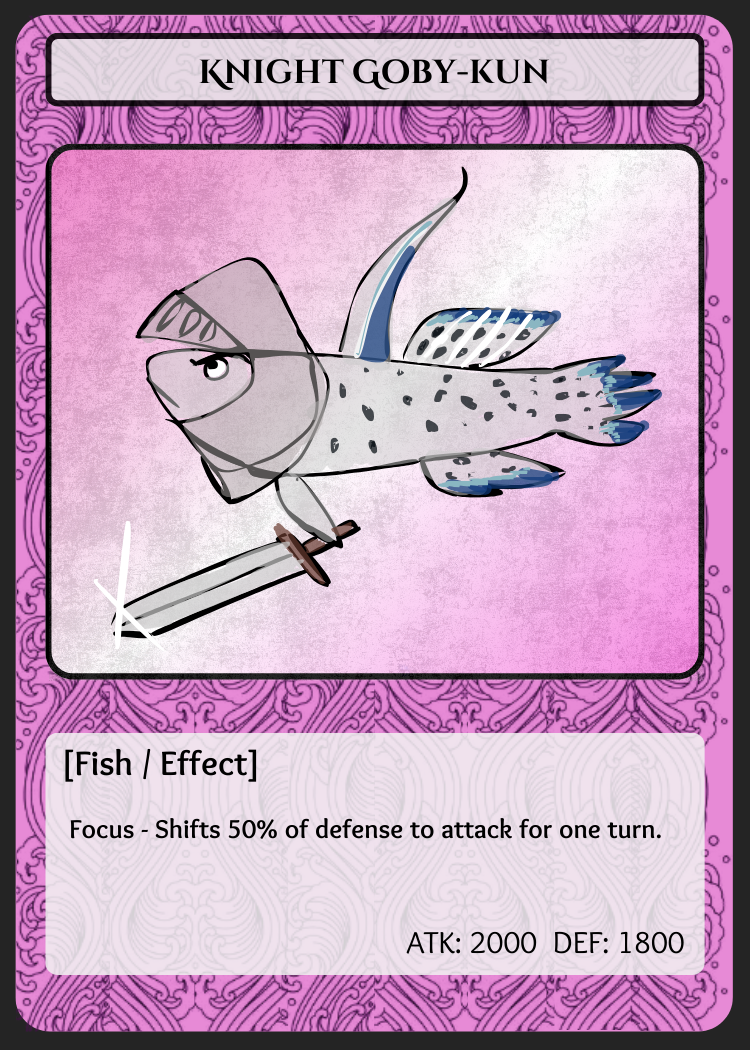 Knight Goby-kun
[Fish / Effect]
Focus - Shifts 50% of defense to attack for one turn.
ATK: 2000 DEF: 1800